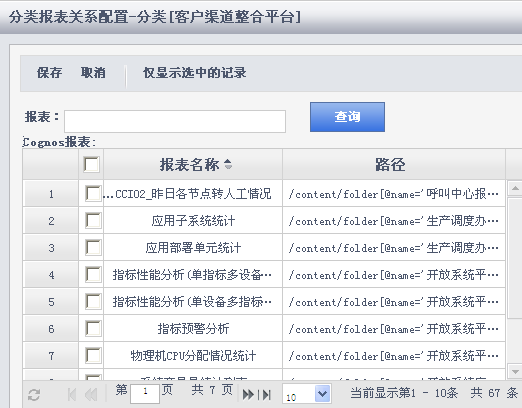 分类报表关系配置-分类[客户渠道整合平台]
保存 取消 仅显示选中的记录
报表： 查询
Cognos报表:
报表名称 路径
1 ...CCIO2_昨日各节点转人工情况 /content/folder[@name='呼叫中心报...
2 应用子系统统计 /content/folder[@name='生产调度办...
3 应用部署单元统计 /content/folder[@name='生产调度办...
4 指标性能分析(单指标多设备... /content/folder[@name='开放系统平...
5 指标性能分析(单设备多指标... /content/folder[@name='开放系统平...
6 指标预警分析 /content/folder[@name='开放系统平...
7 物理机CPU分配情况统计 /content/folder[@name='开放系统平...
第 1 页 共 7 页 10 当前显示第1 - 10条 共 67 条